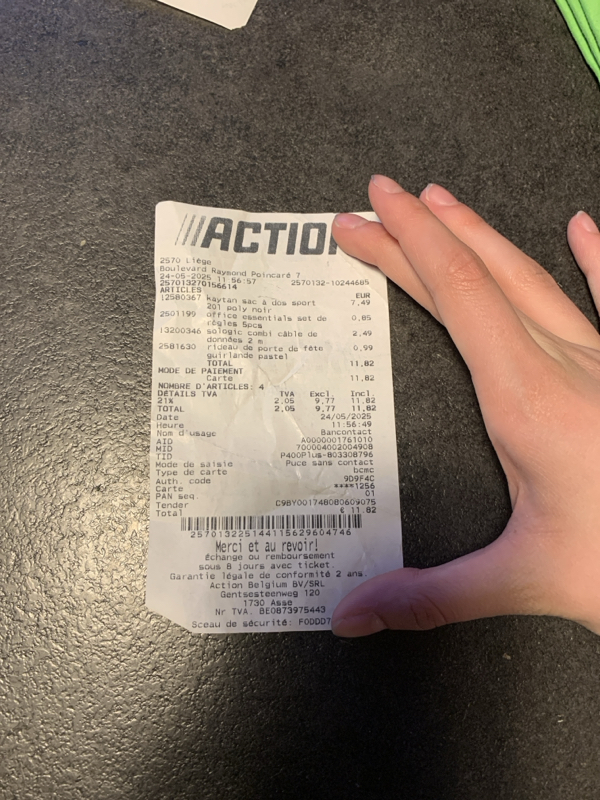 ACTIO
2570 Liège
Boulevard Raymond Poincaré 7
24-05-2025 11:56:57 2570132-10244685
257013270156614
ARTICLES EUR
12580367 kaytan sac à dos sport 7,49
20l poly noir
2501199 office essentials set de 0,85
règles 5pcs
13200346 sologic combi câble de 2,49
données 2 m
2581630 rideau de porte de fête 0,99
guirlande pastel
TOTAL 11,82
MODE DE PAIEMENT
Carte 11,82
NOMBRE D'ARTICLES: 4
DÉTAILS TVA TVA Excl. Incl.
21% 2,05 9,77 11,82
TOTAL 2,05 9,77 11,82
Date 24/05/2025
Heure 11:56:49
Nom d'usage Bancontact
AID A0000001761010
MID 700004002004908
TID P400Plus-803308796
Mode de saisie Puce sans contact
Type de carte bcmc
Auth. code 9D9F4C
Carte ****1256
PAN seq. 01
Tender C9BY001748080609075
Total € 11,82
257013225144115629604746
Merci et au revoir!
Échange ou remboursement
sous 8 jours avec ticket.
Garantie légale de conformité 2 ans.
Action Belgium BV/SRL
Gentsesteenweg 120
1730 Asse
Nr TVA. BE0873975443
Sceau de sécurité: F0DDD7